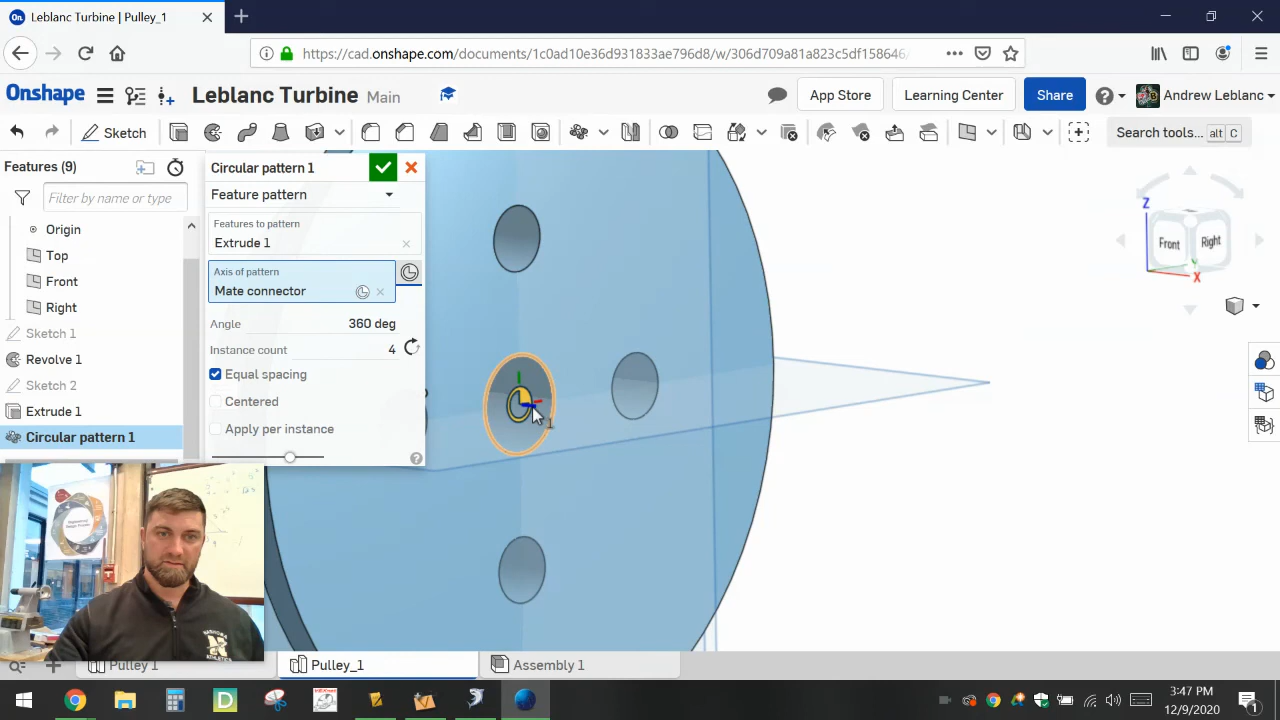 Leblanc Turbine | Pulley_1
https://cad.onshape.com/documents/1c0ad10e36d931833ae796d8/w/306d709a81a823c5df158646/
Onshape
Leblanc Turbine Main
App Store
Learning Center
Share
Andrew Leblanc
Sketch
Search tools... alt C
Features (9)
Filter by name or type
Origin
Top
Front
Right
Sketch 1
Revolve 1
Sketch 2
Extrude 1
Circular pattern 1
Circular pattern 1
Feature pattern
Features to pattern
Extrude 1
Axis of pattern
Mate connector
Angle 360 deg
Instance count 4
Equal spacing
Centered
Apply per instance
Z
Front
Right
Y
X
Pulley 1
Pulley_1
Assembly 1
3:47 PM
12/9/2020